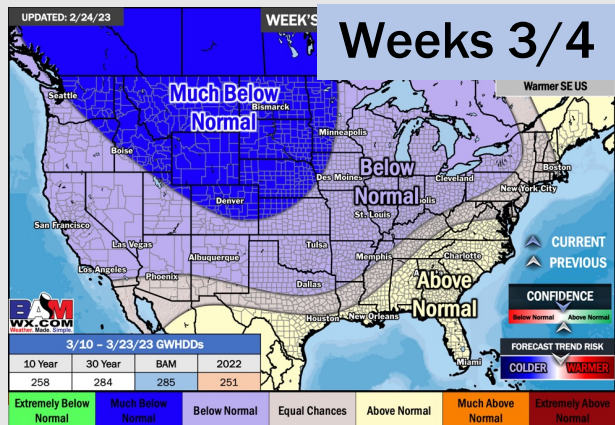 UPDATED: 2/24/23
WEEK'S
Weeks 3/4
Warmer SE US
Seattle
Much Below
Normal
Bismarck
Minneapolis
Boise
Boston
Below
Normal
Des Moines
Cleveland
New York City
Denver
olis
St. Louis
San Francisco
Las Vegas
Tulsa
Memphis
Charlotte
Los Angeles
Albuquerque
Phoenix
Dallas
Above
Normal
Houston
New Orleans
Miami
CURRENT
PREVIOUS
CONFIDENCE
Below Normal
Above Normal
FORECAST TREND RISK
COLDER
WARMER
BAM
WX.COM
Weather. Made. Simple.
3/10 – 3/23/23 GWHDDs
10 Year 30 Year BAM 2022
258 284 285 251
Extremely Below Normal
Much Below Normal
Below Normal
Equal Chances
Above Normal
Much Above Normal
Extremely Above Normal